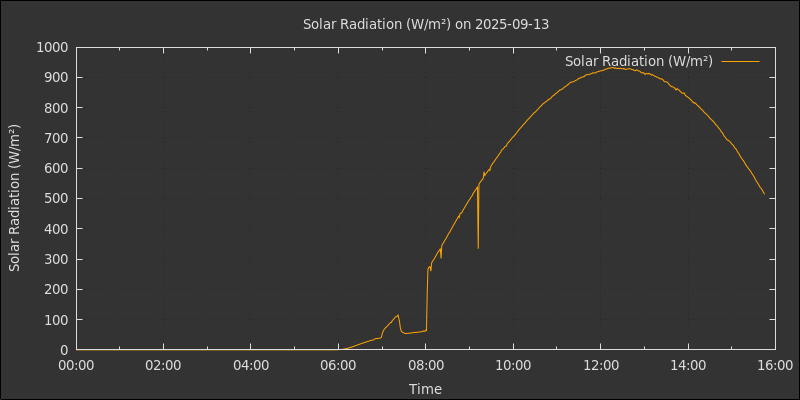 Solar Radiation (W/m²) on 2025-09-13
Solar Radiation (W/m²)
Solar Radiation (W/m²)
1000
900
800
700
600
500
400
300
200
100
0
00:00 02:00 04:00 06:00 08:00 10:00 12:00 14:00 16:00
Time